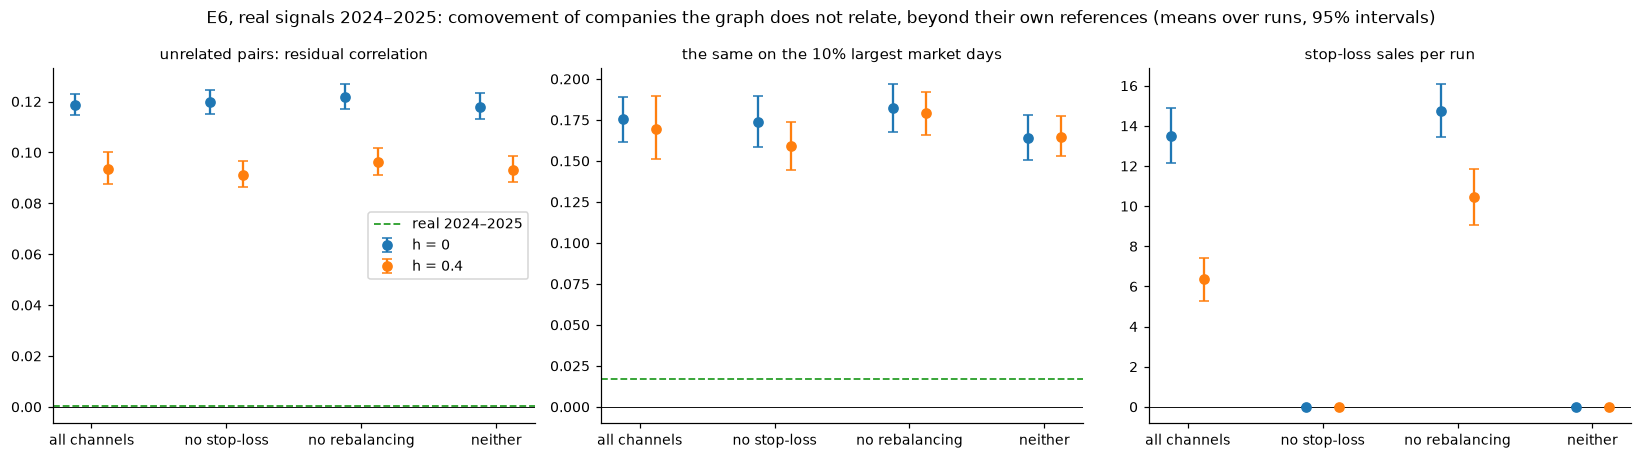 E6, real signals 2024–2025: comovement of companies the graph does not relate, beyond their own references (means over runs, 95% intervals)
unrelated pairs: residual correlation
0.12
0.10
0.08
0.06
0.04
0.02
0.00
real 2024–2025
h = 0
h = 0.4
all channels
no stop-loss
no rebalancing
neither
the same on the 10% largest market days
0.200
0.175
0.150
0.125
0.100
0.075
0.050
0.025
0.000
all channels
no stop-loss
no rebalancing
neither
stop-loss sales per run
16
14
12
10
8
6
4
2
0
all channels
no stop-loss
no rebalancing
neither